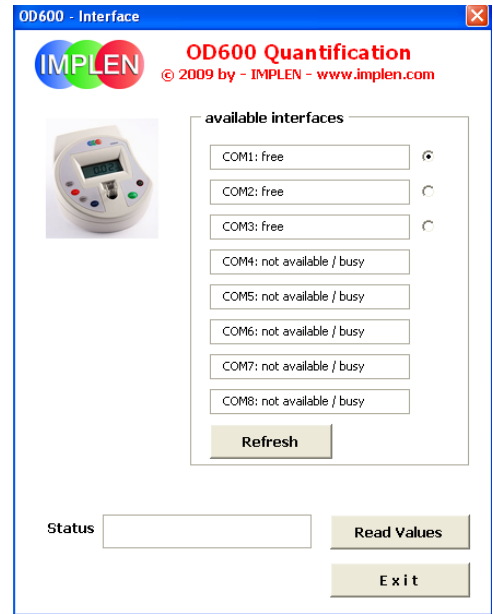 OD600 - Interface
IMPLEN
OD600 Quantification
© 2009 by - IMPLEN - www.implen.com
available interfaces
COM1: free
COM2: free
COM3: free
COM4: not available / busy
COM5: not available / busy
COM6: not available / busy
COM7: not available / busy
COM8: not available / busy
Refresh
Status
Read Values
Exit